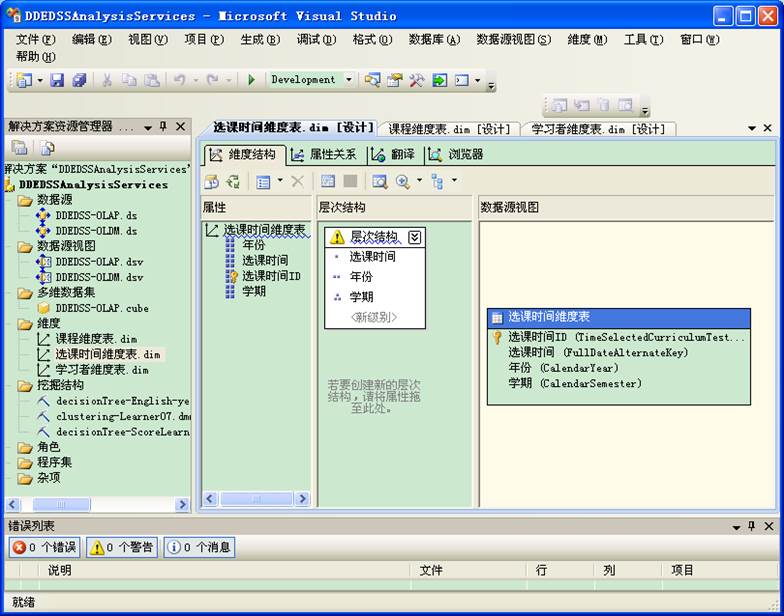 DDEDSSAnalysisServices - Microsoft Visual Studio
文件(F) 编辑(E) 视图(V) 项目(P) 生成(B) 调试(D) 格式(O) 数据库(A) 数据源视图(S) 维度(M) 工具(T) 窗口(W)
帮助(H)
Development
解决方案资源管理器 ...
选课时间维度表.dim [设计] 课程维度表.dim [设计] 学习者维度表.dim [设计]
维度结构 属性关系 翻译 浏览器
解决方案“DDEDSSAnalysisServices”
DDEDSSAnalysisServices
数据源
DDEDSS-OLAP.ds
DDEDSS-OLDM.ds
数据源视图
DDEDSS-OLAP.dsv
DDEDSS-OLDM.dsv
多维数据集
DDEDSS-OLAP.cube
维度
课程维度表.dim
选课时间维度表.dim
学习者维度表.dim
挖掘结构
decisionTree-English-ye
clustering-Learner07.dm
decisionTree-ScoreLearn
角色
程序集
杂项
属性
选课时间维度表
年份
选课时间
选课时间ID
学期
层次结构
层次结构
选课时间
年份
学期
<新级别>
若要创建新的层次
结构，请将属性拖
至此处。
数据源视图
选课时间维度表
选课时间ID (TimeSelectedCurriculumTest...
选课时间 (FullDateAlternateKey)
年份 (CalendarYear)
学期 (CalendarSemester)
错误列表
0 个错误 0 个警告 0 个消息
说明 文件 行 列 项目
就绪